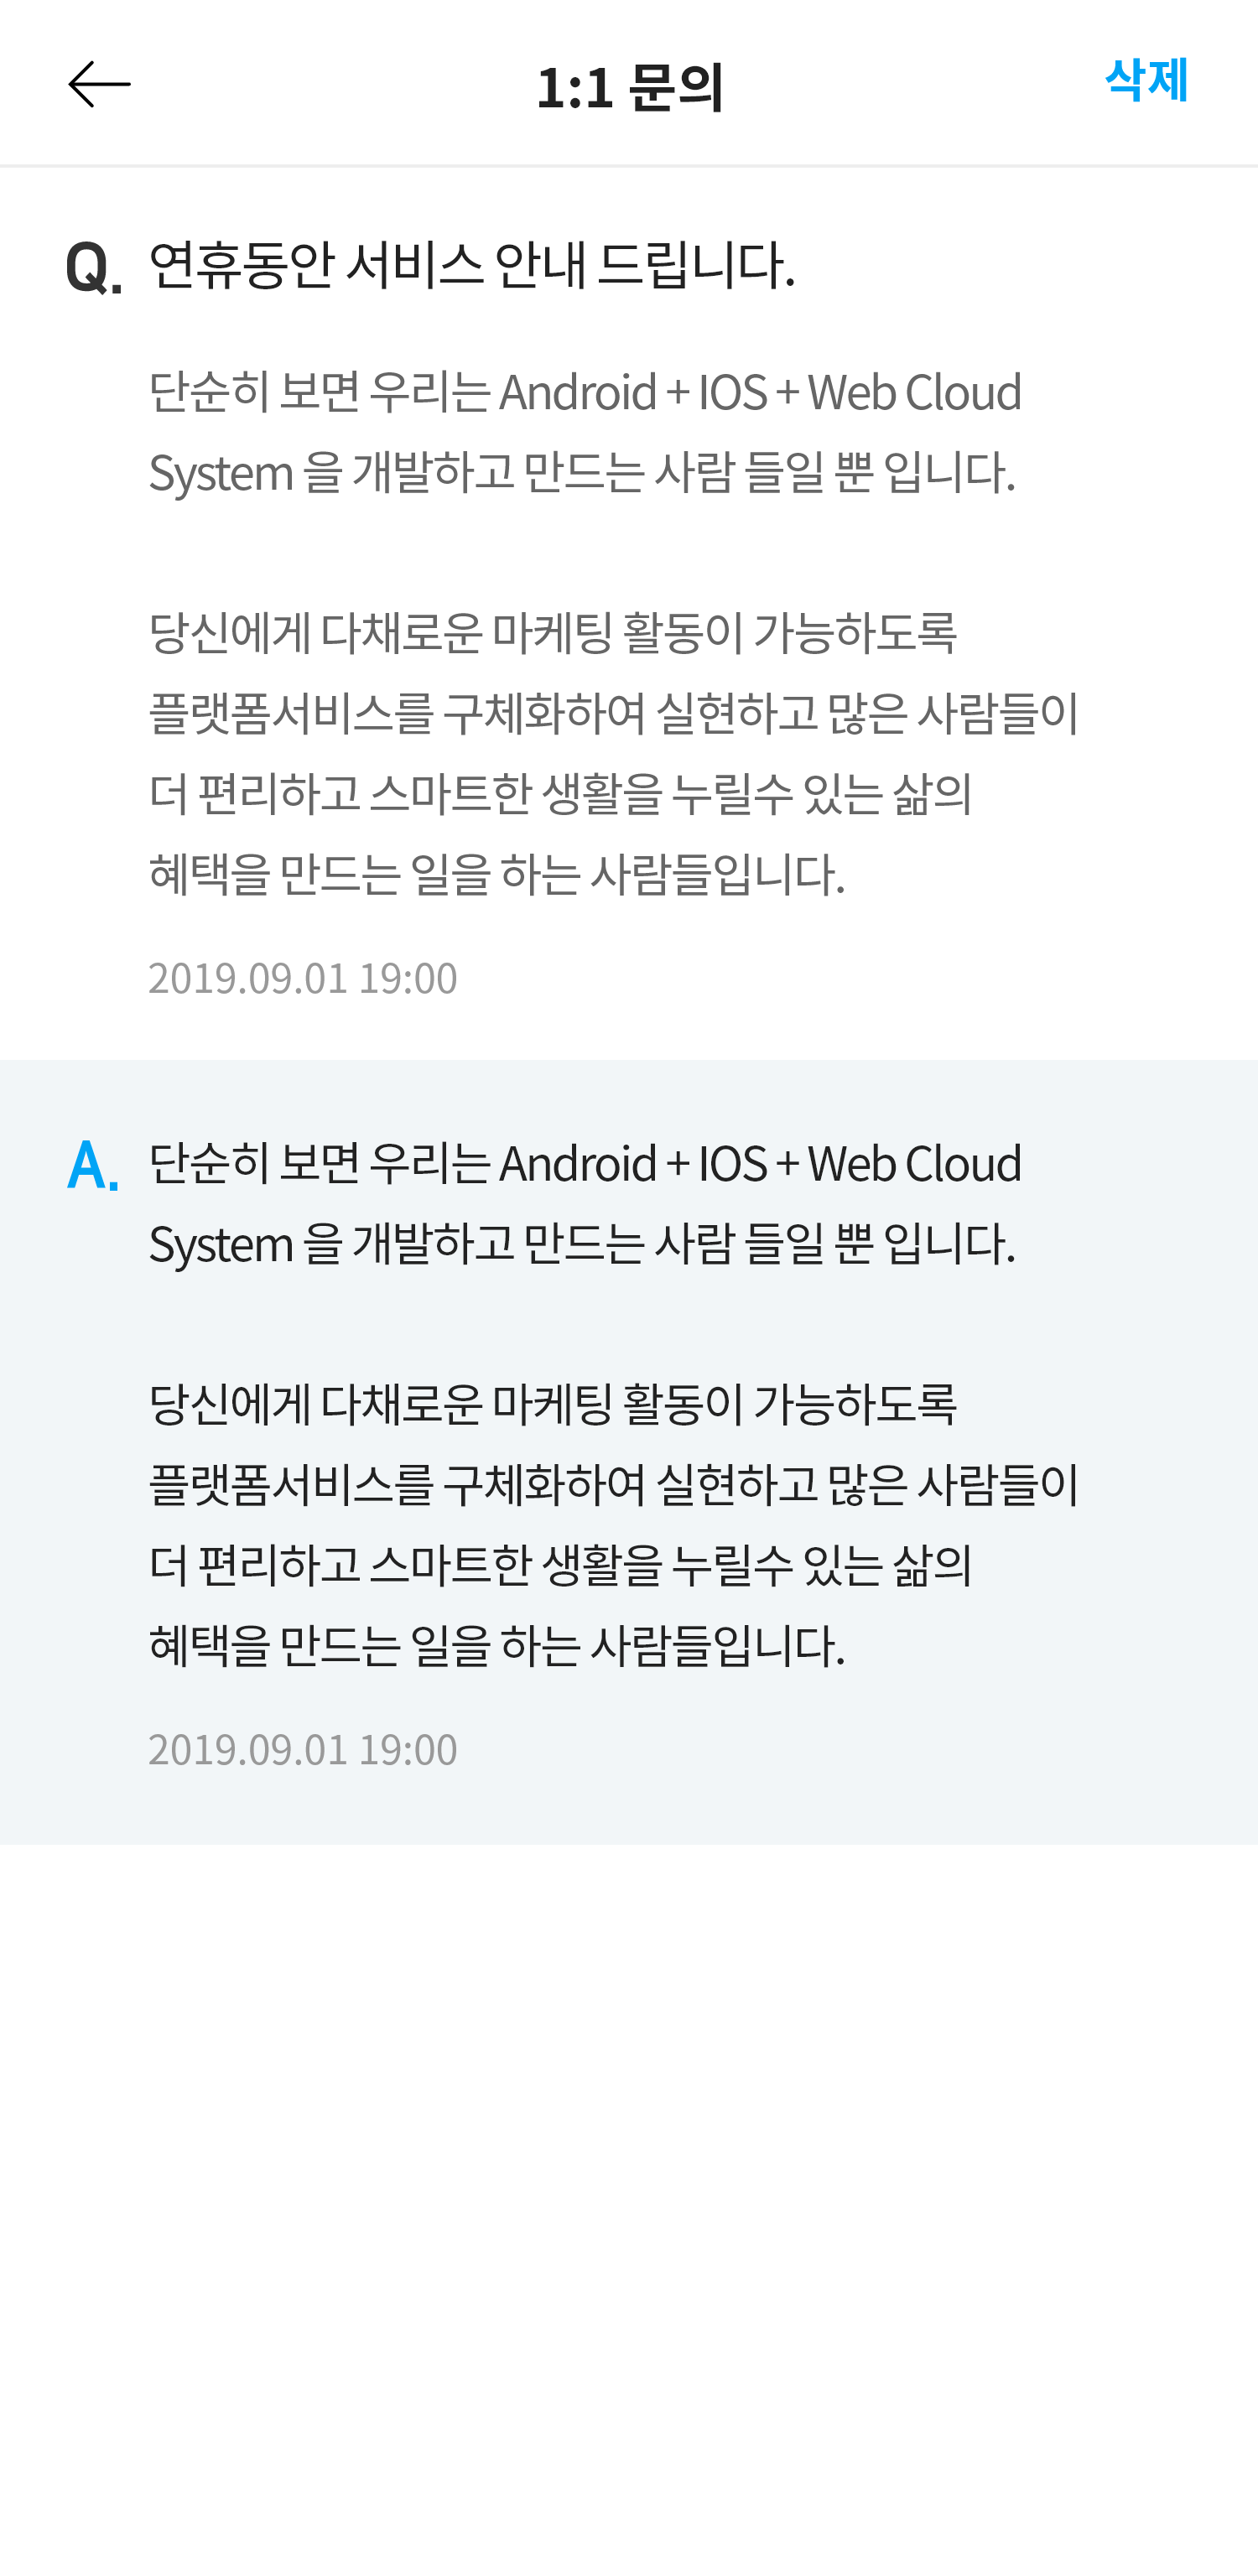 1:1 문의
삭제
Q. 연휴동안 서비스 안내 드립니다.
단순히 보면 우리는 Android + IOS + Web Cloud
System 을 개발하고 만드는 사람 들일 뿐 입니다.
당신에게 다채로운 마케팅 활동이 가능하도록
플랫폼서비스를 구체화하여 실현하고 많은 사람들이
더 편리하고 스마트한 생활을 누릴수 있는 삶의
혜택을 만드는 일을 하는 사람들입니다.
2019.09.01 19:00
A. 단순히 보면 우리는 Android + IOS + Web Cloud
System 을 개발하고 만드는 사람 들일 뿐 입니다.
당신에게 다채로운 마케팅 활동이 가능하도록
플랫폼서비스를 구체화하여 실현하고 많은 사람들이
더 편리하고 스마트한 생활을 누릴수 있는 삶의
혜택을 만드는 일을 하는 사람들입니다.
2019.09.01 19:00